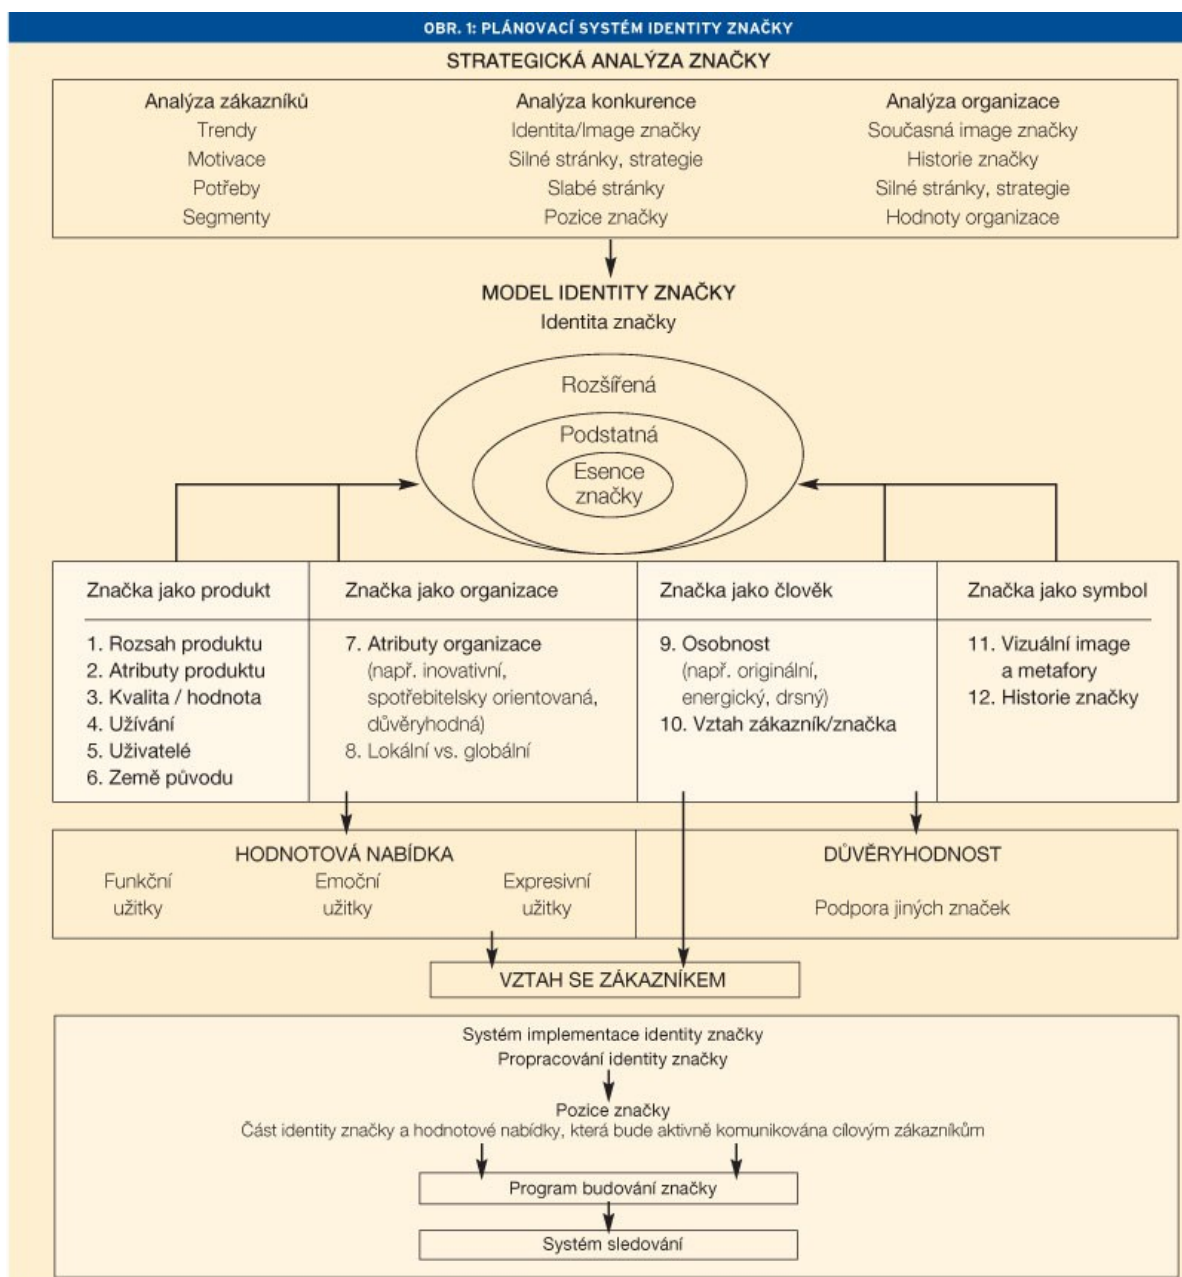 OBR. 1: PLÁNOVACÍ SYSTÉM IDENTITY ZNAČKY
STRATEGICKÁ ANALÝZA ZNAČKY
Analýza zákazníků
Trendy
Motivace
Potřeby
Segmenty
Analýza konkurence
Identita/Image značky
Silné stránky, strategie
Slabé stránky
Pozice značky
Analýza organizace
Současná image značky
Historie značky
Silné stránky, strategie
Hodnoty organizace
MODEL IDENTITY ZNAČKY
Identita značky
Rozšířená
Podstatná
Esence
značky
Značka jako produkt
1. Rozsah produktu
2. Atributy produktu
3. Kvalita / hodnota
4. Užívání
5. Uživatelé
6. Země původu
Značka jako organizace
7. Atributy organizace
(např. inovativní,
spotřebitelsky orientovaná,
důvěryhodná)
8. Lokální vs. globální
Značka jako člověk
9. Osobnost
(např. originální,
energický, drsný)
10. Vztah zákazník/značka
Značka jako symbol
11. Vizuální image
a metafory
12. Historie značky
HODNOTOVÁ NABÍDKA
Funkční
užitky
Emoční
užitky
Expresivní
užitky
DŮVĚRYHODNOST
Podpora jiných značek
VZTAH SE ZÁKAZNÍKEM
Systém implementace identity značky
Propracování identity značky
Pozice značky
Část identity značky a hodnotové nabídky, která bude aktivně komunikována cílovým zákazníkům
Program budování značky
Systém sledování